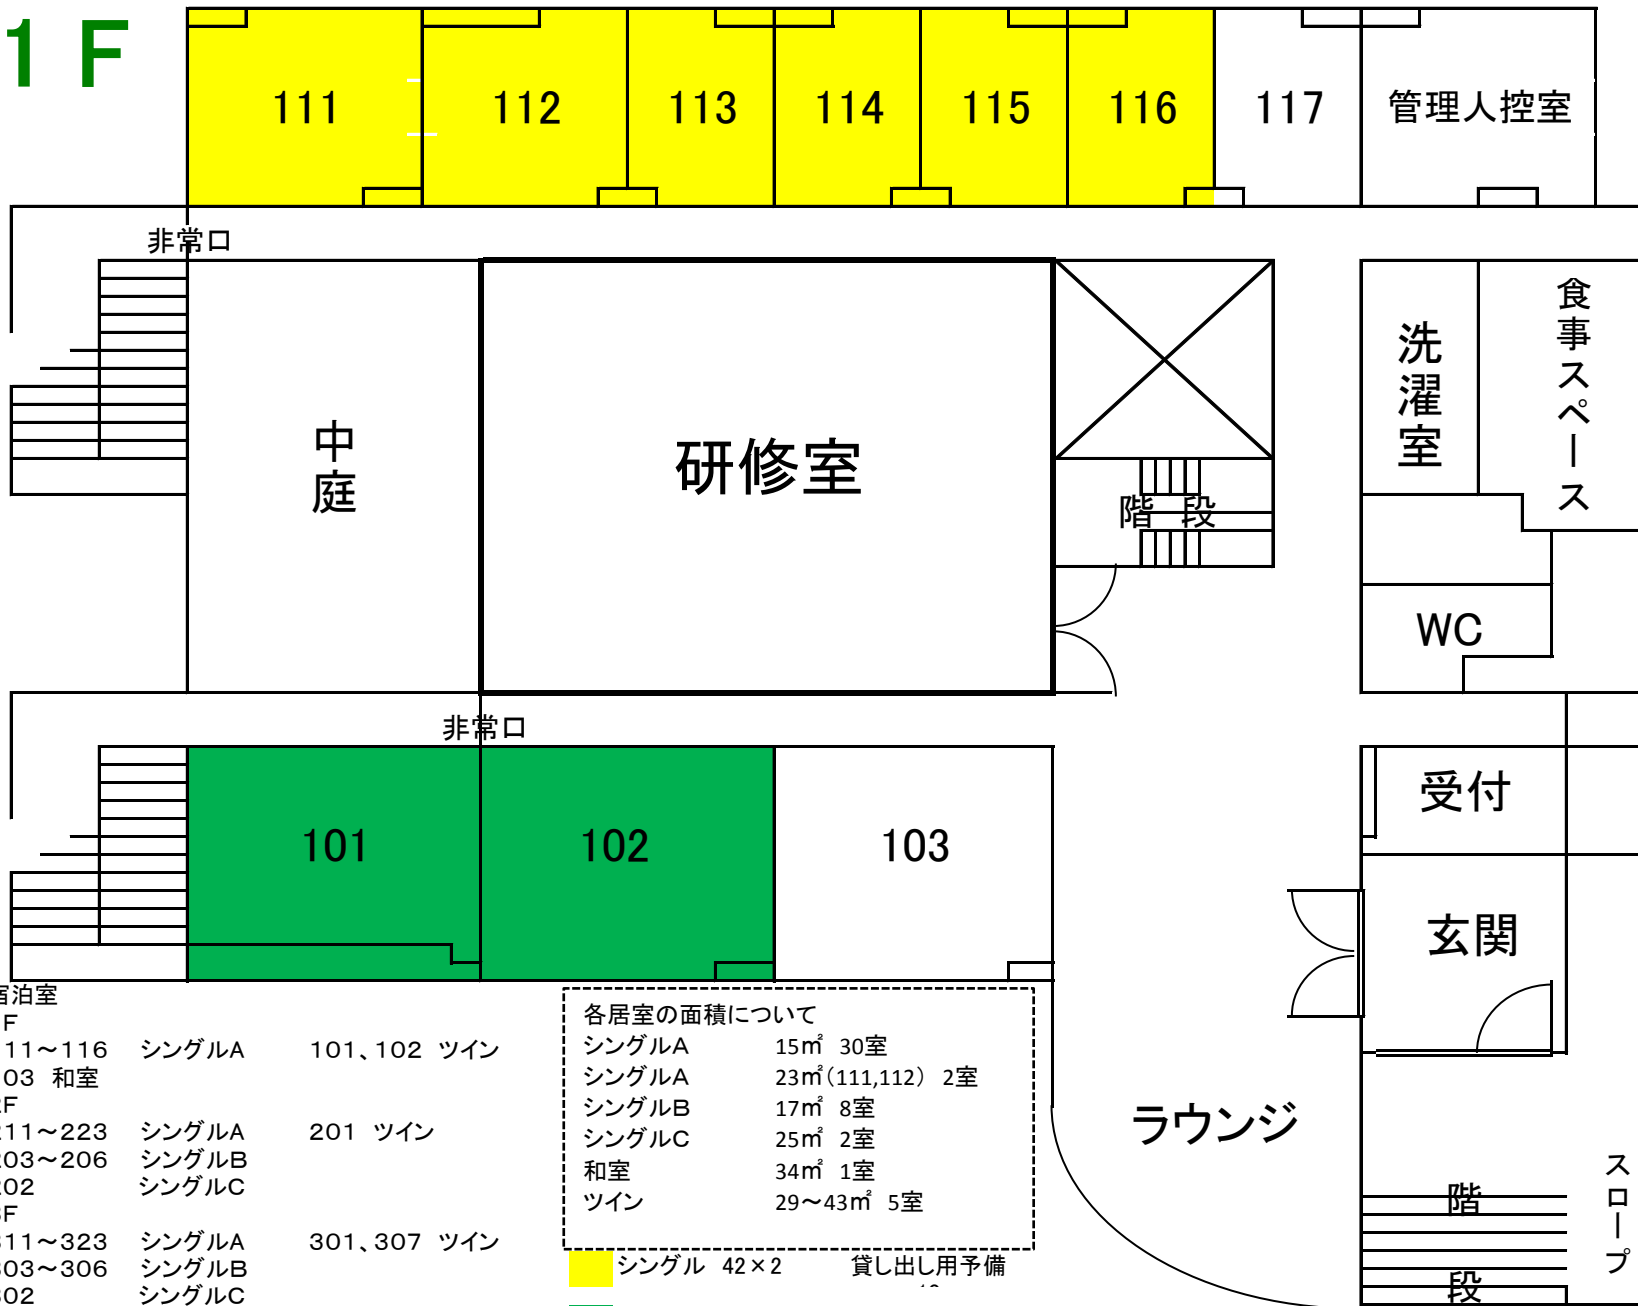 1F
111 112 113 114 115 116 117 管理人控室
非常口
中庭
研修室
階 段
洗濯室
食事スペース
WC
非常口
101 102 103
受付
玄関
ラウンジ
階段
スロープ
宿泊室
F
11～116 シングルA 101、102 ツイン
03 和室
F
11～223 シングルA 201 ツイン
03～206 シングルB
02 シングルC
F
11～323 シングルA 301、307 ツイン
03～306 シングルB
02 シングルC
各居室の面積について
シングルA 15㎡ 30室
シングルA 23㎡(111,112) 2室
シングルB 17㎡ 8室
シングルC 25㎡ 2室
和室 34㎡ 1室
ツイン 29～43㎡ 5室
シングル 42×2 貸し出し用予備